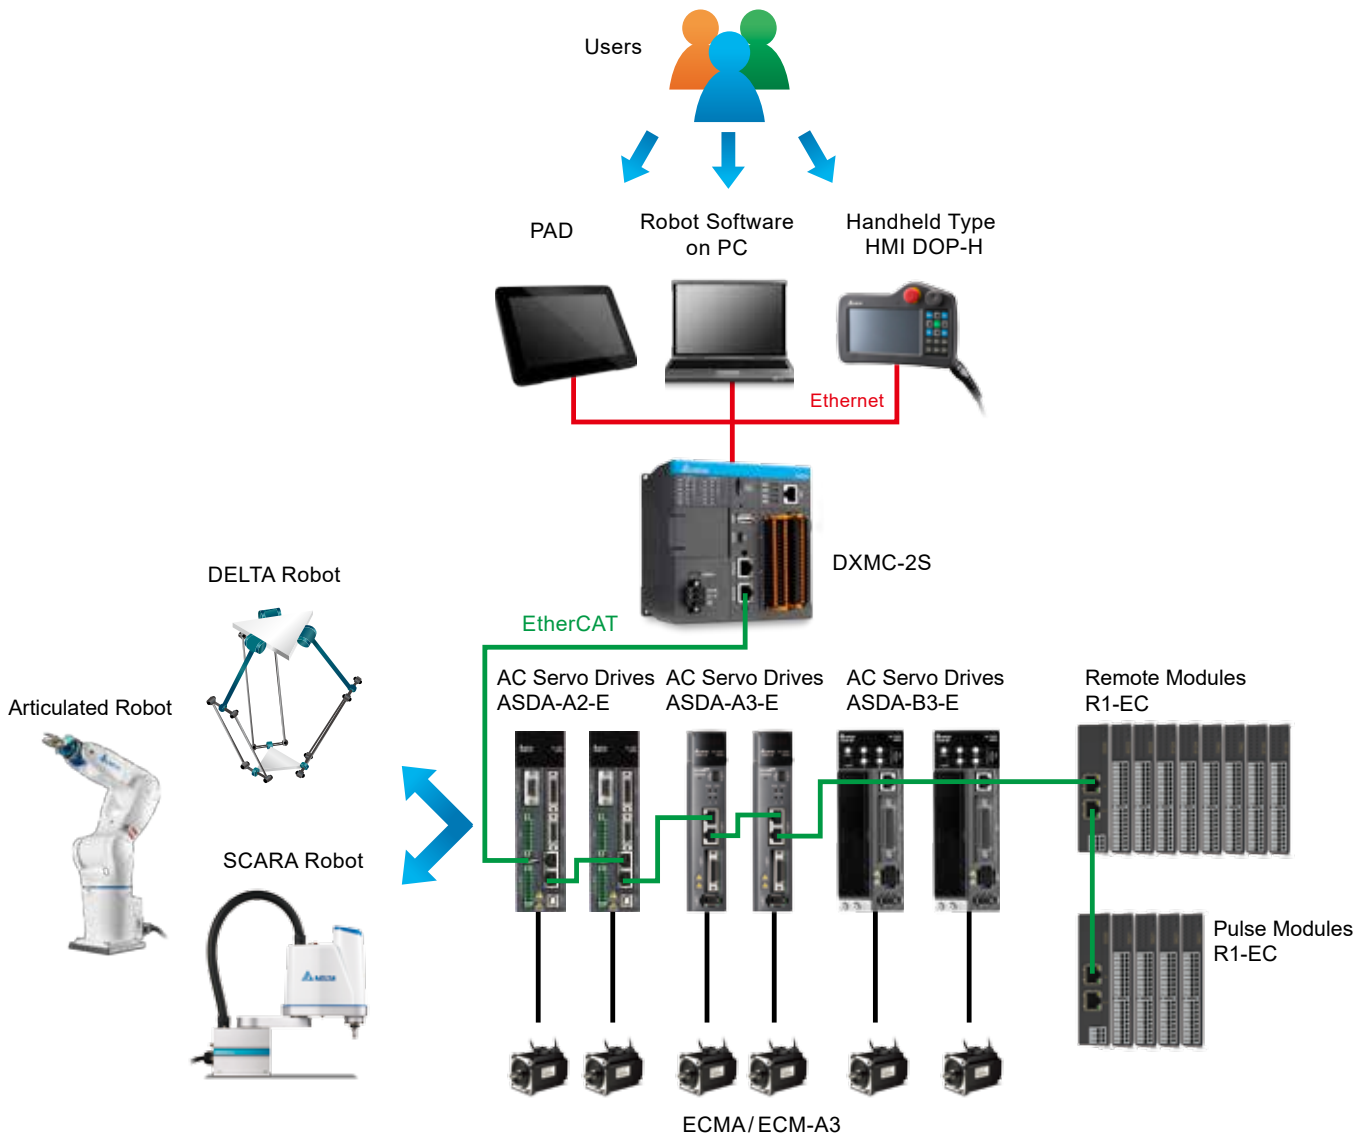 Users
PAD
Robot Software
on PC
Handheld Type
HMI DOP-H
Ethernet
DXMC-2S
DELTA Robot
EtherCAT
AC Servo Drives
ASDA-A2-E
AC Servo Drives
ASDA-A3-E
AC Servo Drives
ASDA-B3-E
Remote Modules
R1-EC
Articulated Robot
SCARA Robot
Pulse Modules
R1-EC
ECMA/ECM-A3